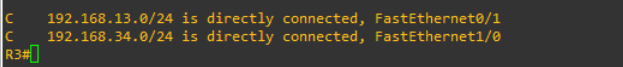 C    192.168.13.0/24 is directly connected, FastEthernet0/1
C    192.168.34.0/24 is directly connected, FastEthernet1/0
R3#